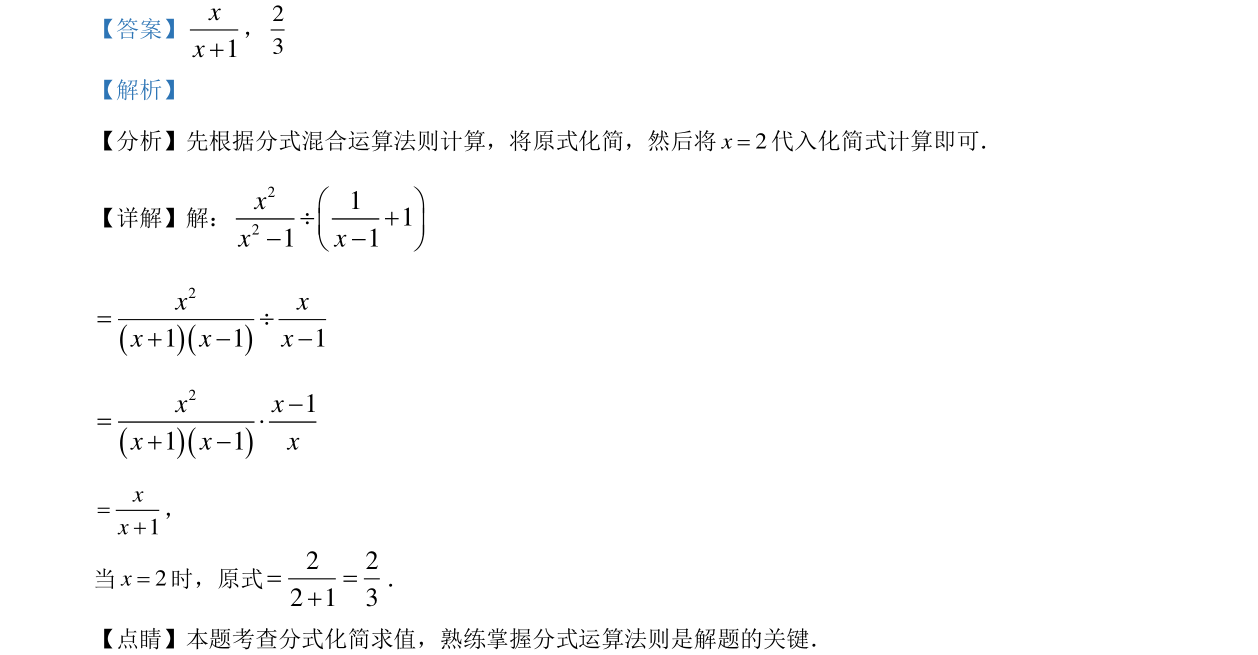 【答案】x/(x+1)，2/3
【解析】
【分析】先根据分式混合运算法则计算，将原式化简，然后将 x=2 代入化简式计算即可．
【详解】解：x²/(x²−1)÷(1/(x−1)+1)
=x²/((x+1)(x−1))÷x/(x−1)
=x²/((x+1)(x−1))·(x−1)/x
=x/(x+1)，
当 x=2 时，原式=2/(2+1)=2/3．
【点睛】本题考查分式化简求值，熟练掌握分式运算法则是解题的关键．